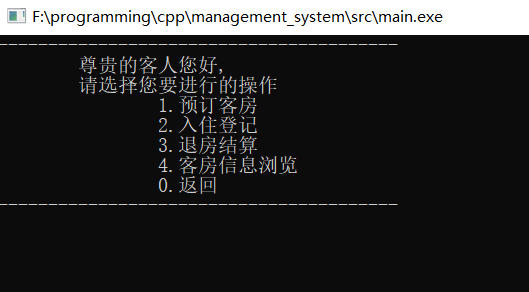 F:\programming\cpp\management_system\src\main.exe
----------------------------------------
尊贵的客人您好,
请选择您要进行的操作
1.预订客房
2.入住登记
3.退房结算
4.客房信息浏览
0.返回
----------------------------------------